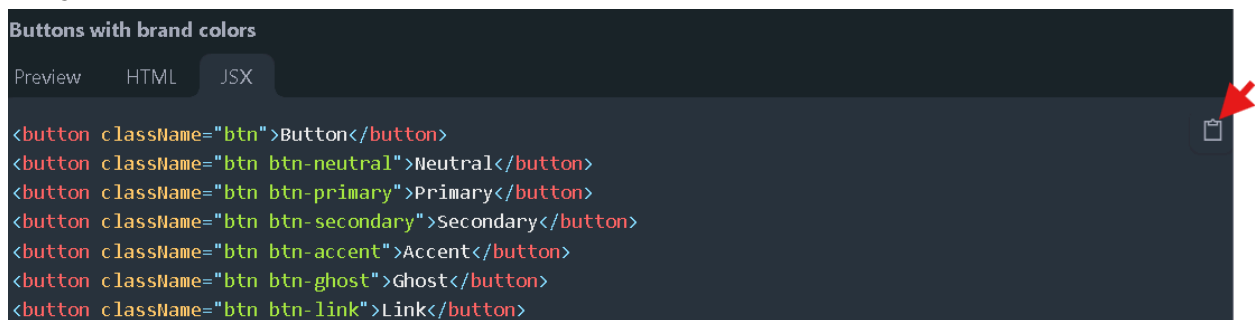 Buttons with brand colors
Preview HTML JSX
<button className="btn">Button</button>
<button className="btn btn-neutral">Neutral</button>
<button className="btn btn-primary">Primary</button>
<button className="btn btn-secondary">Secondary</button>
<button className="btn btn-accent">Accent</button>
<button className="btn btn-ghost">Ghost</button>
<button className="btn btn-link">Link</button>